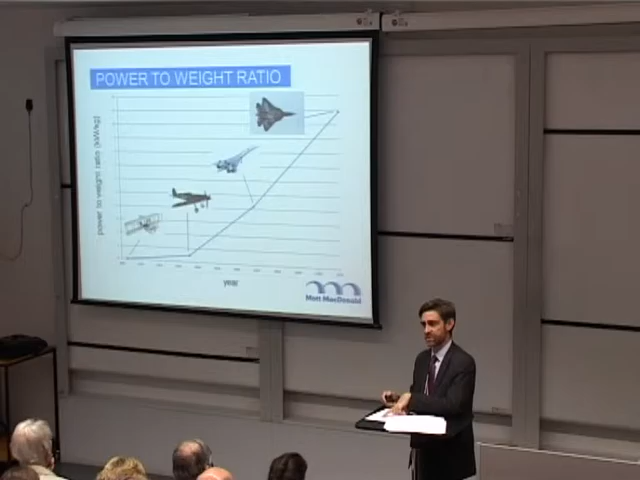 POWER TO WEIGHT RATIO
power to weight ratio (kW/kg)
year
Mott MacDonald